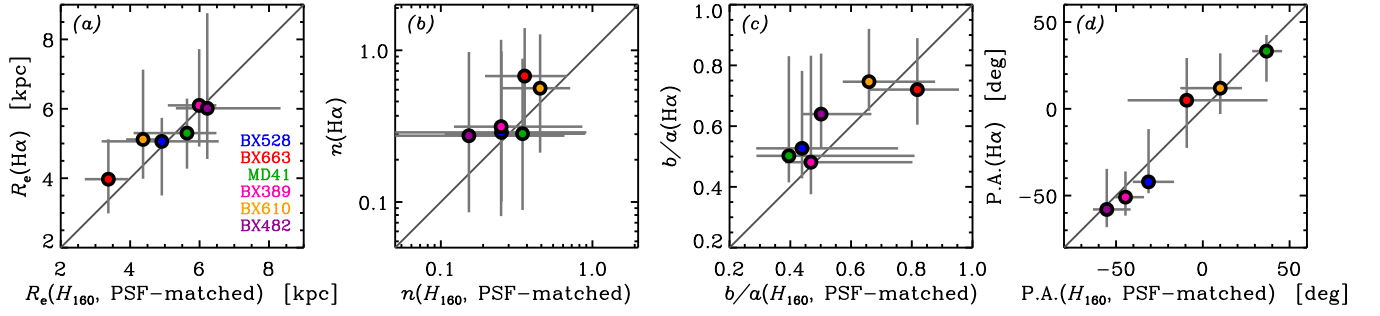 (a)
8
6
4
2
R_e(Hα) [kpc]
BX528
BX663
MD41
BX389
BX610
BX482
2 4 6 8
R_e(H_160, PSF-matched) [kpc]
(b)
1.0
0.1
n(Hα)
0.1 1.0
n(H_160, PSF-matched)
(c)
1.0
0.8
0.6
0.4
0.2
b/a(Hα)
0.2 0.4 0.6 0.8 1.0
b/a(H_160, PSF-matched)
(d)
50
0
−50
P.A.(Hα) [deg]
−50 0 50
P.A.(H_160, PSF-matched) [deg]